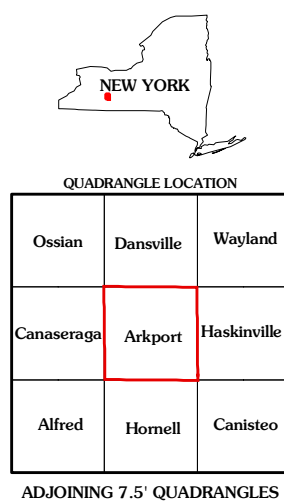 NEW YORK
QUADRANGLE LOCATION
Ossian Dansville Wayland
Canaseraga Arkport Haskinville
Alfred Hornell Canisteo
ADJOINING 7.5' QUADRANGLES